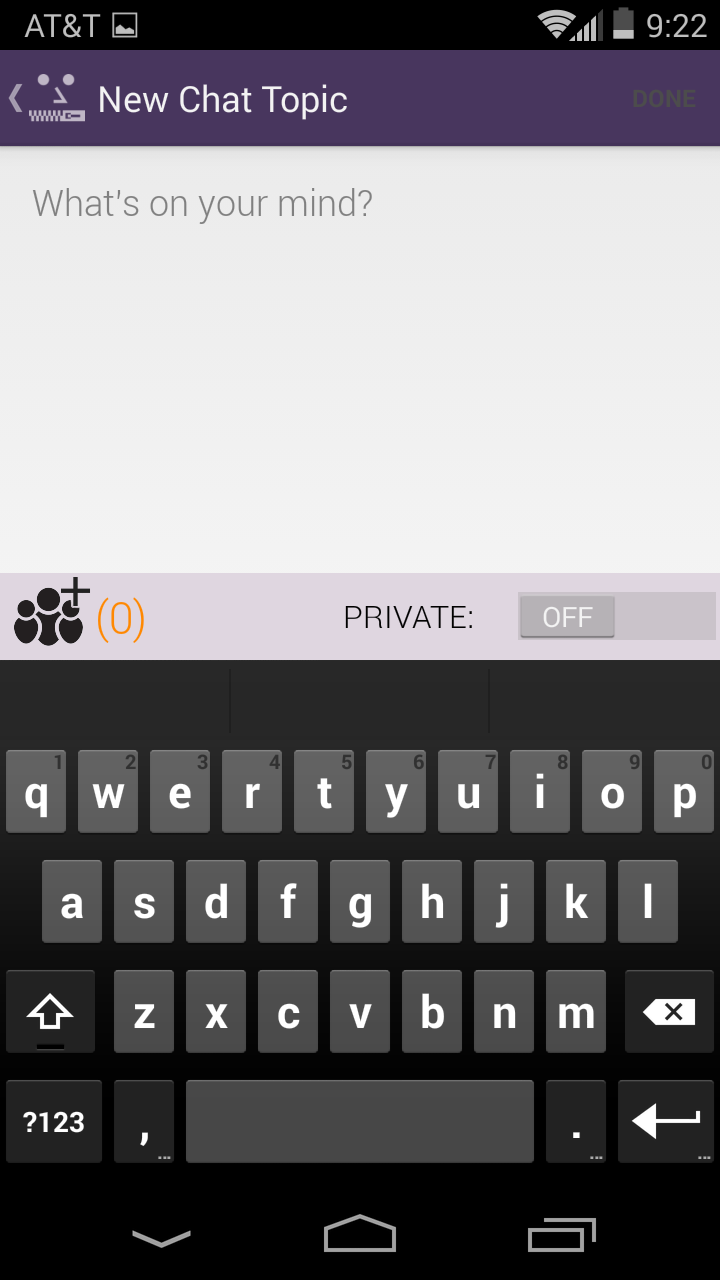 AT&T 9:22
New Chat Topic DONE
What's on your mind?
(0) PRIVATE: OFF
1 2 3 4 5 6 7 8 9 0
q w e r t y u i o p
a s d f g h j k l
z x c v b n m
?123 , ... . ... ...